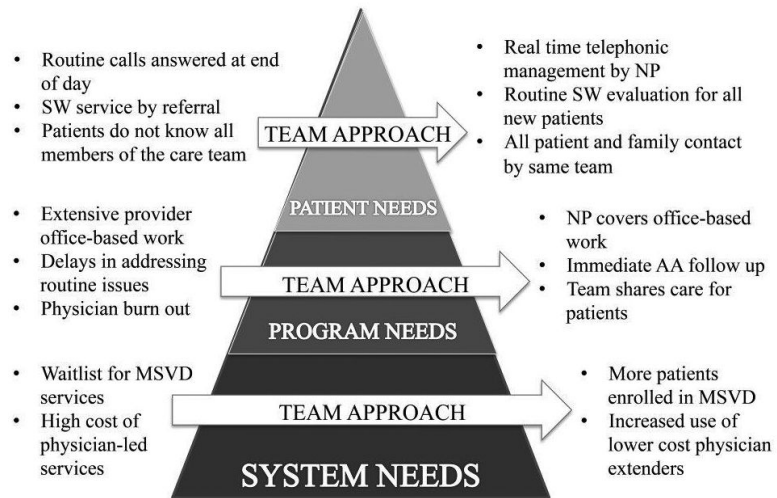 • Routine calls answered at end
of day
• SW service by referral
• Patients do not know all
members of the care team
TEAM APPROACH
• Real time telephonic
management by NP
• Routine SW evaluation for all
new patients
• All patient and family contact
by same team
PATIENT NEEDS
• Extensive provider
office-based work
• Delays in addressing
routine issues
• Physician burn out
TEAM APPROACH
• NP covers office-based
work
• Immediate AA follow up
• Team shares care for
patients
PROGRAM NEEDS
• Waitlist for MSVD
services
• High cost of
physician-led
services
TEAM APPROACH
• More patients
enrolled in MSVD
• Increased use of
lower cost physician
extenders
SYSTEM NEEDS